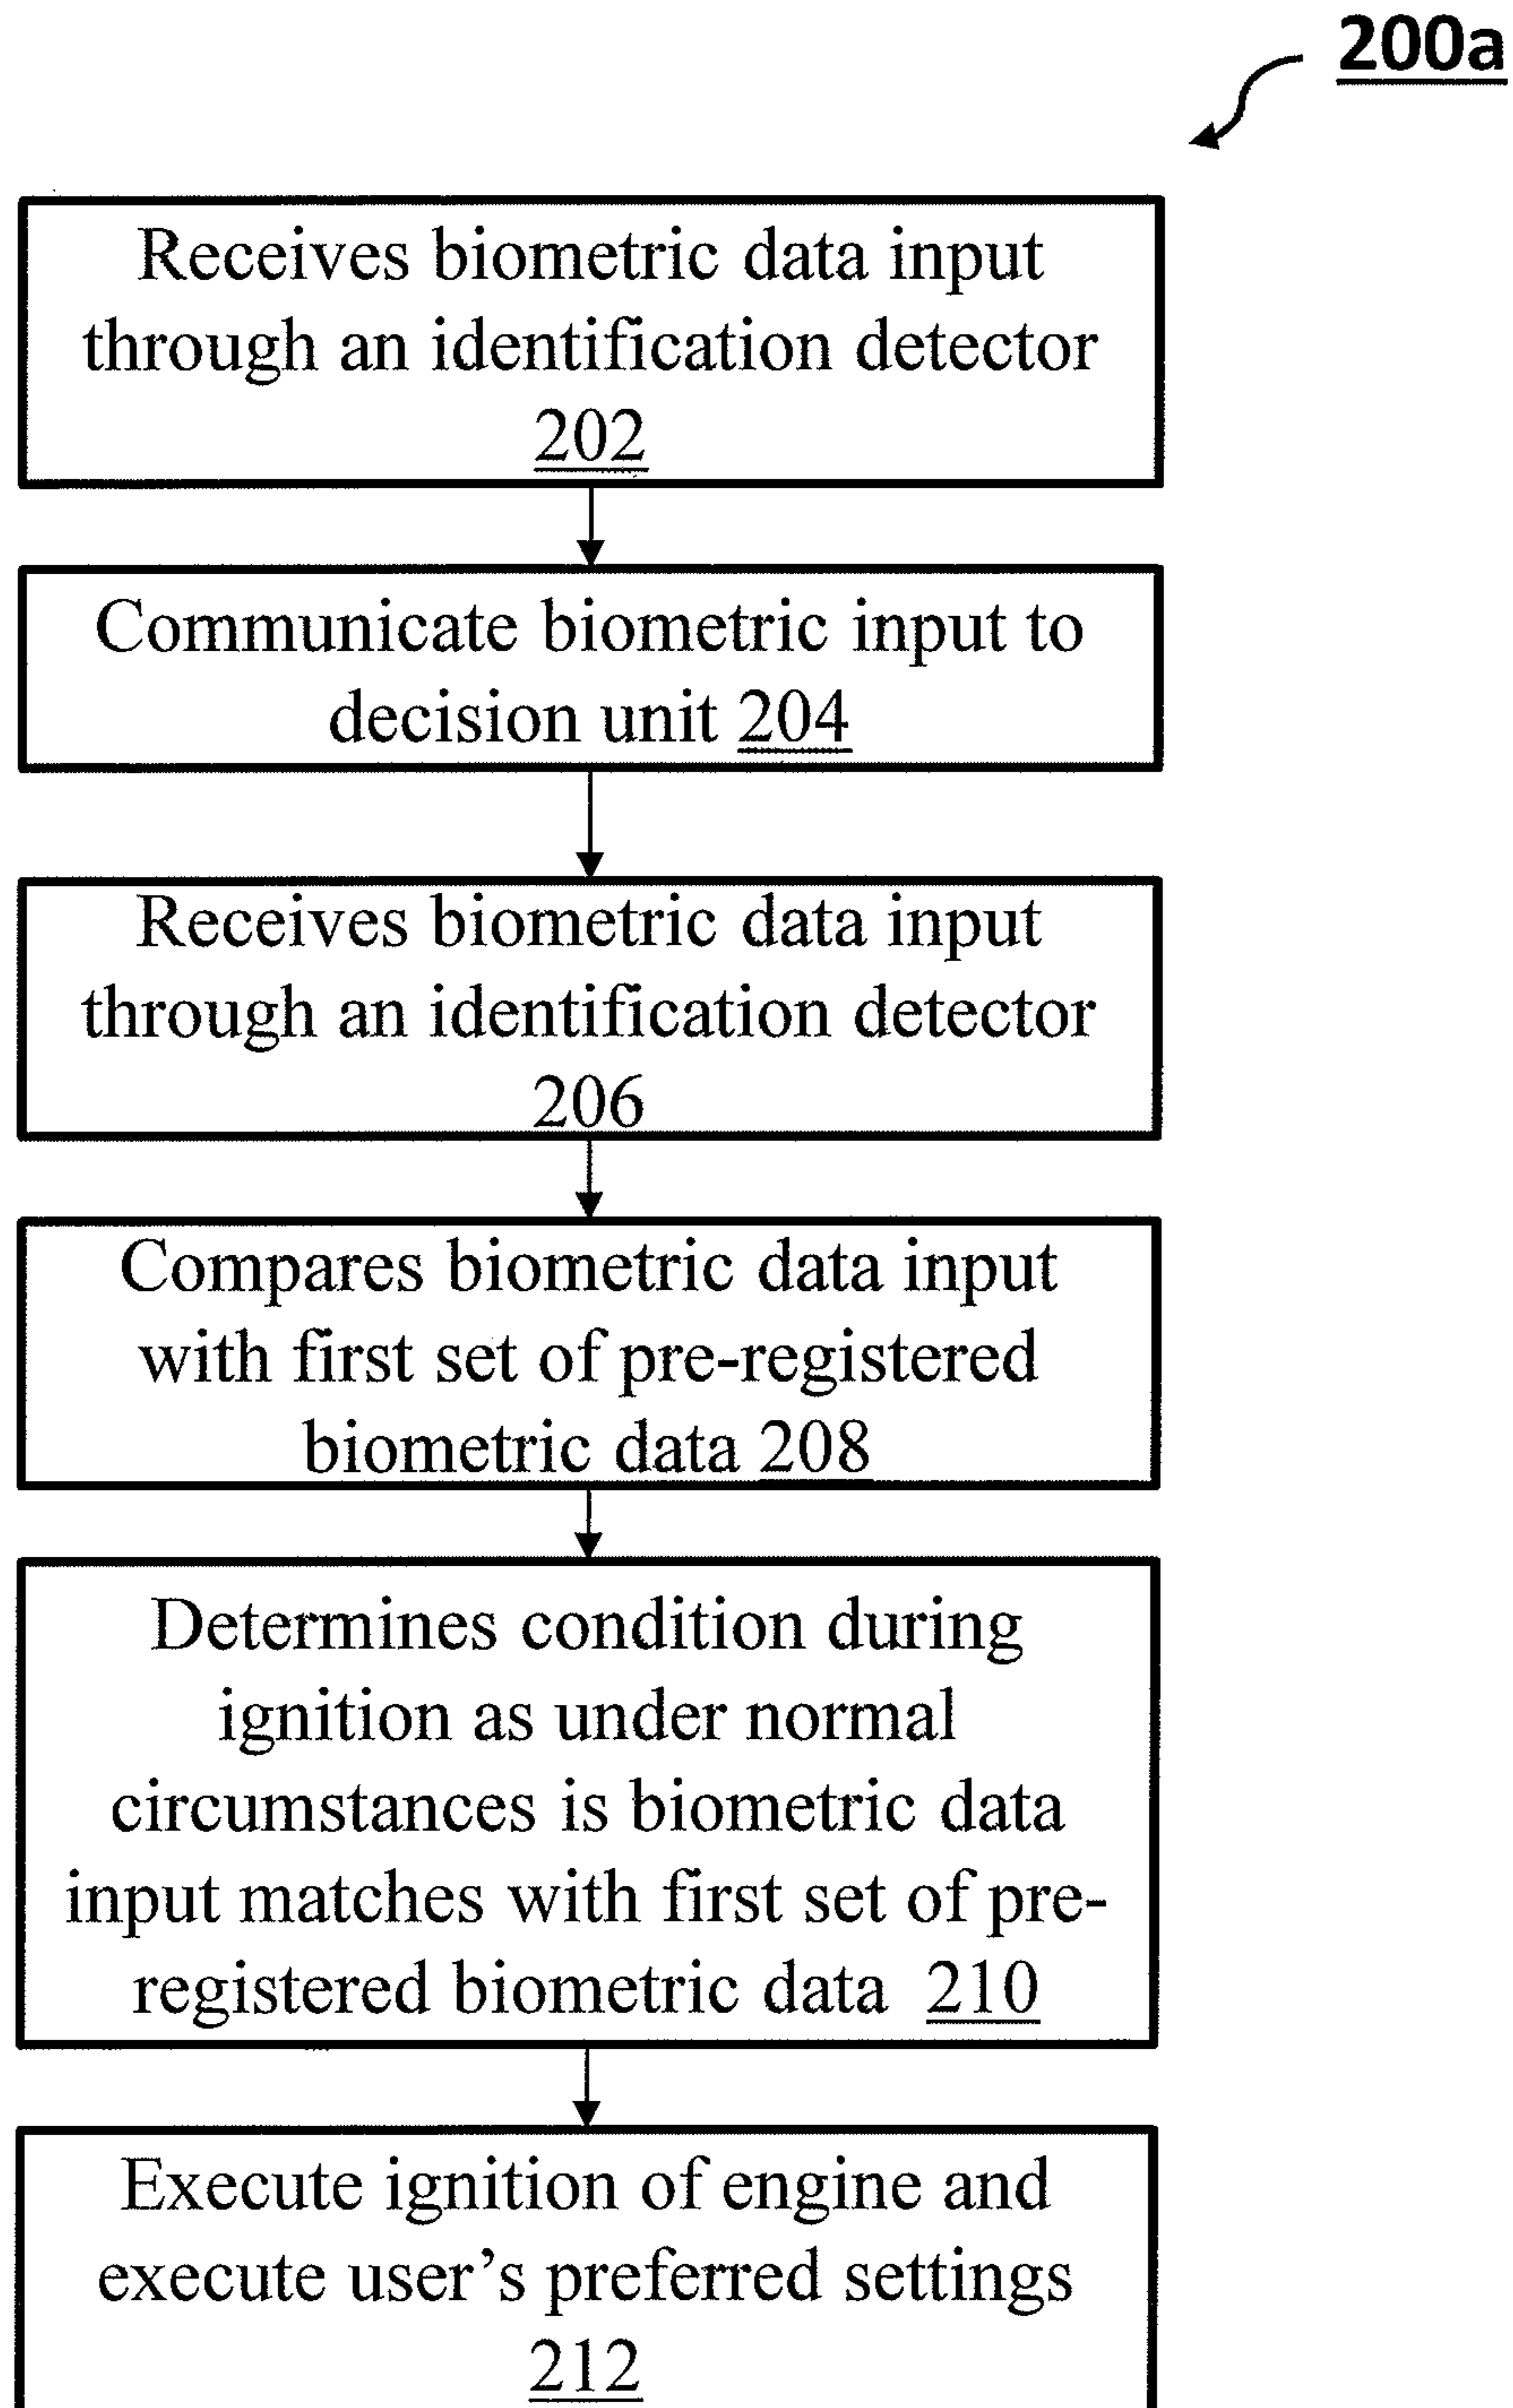 200a
Receives biometric data input
through an identification detector
202
Communicate biometric input to
decision unit 204
Receives biometric data input
through an identification detector
206
Compares biometric data input
with first set of pre-registered
biometric data 208
Determines condition during
ignition as under normal
circumstances is biometric data
input matches with first set of pre-
registered biometric data 210
Execute ignition of engine and
execute user’s preferred settings
212